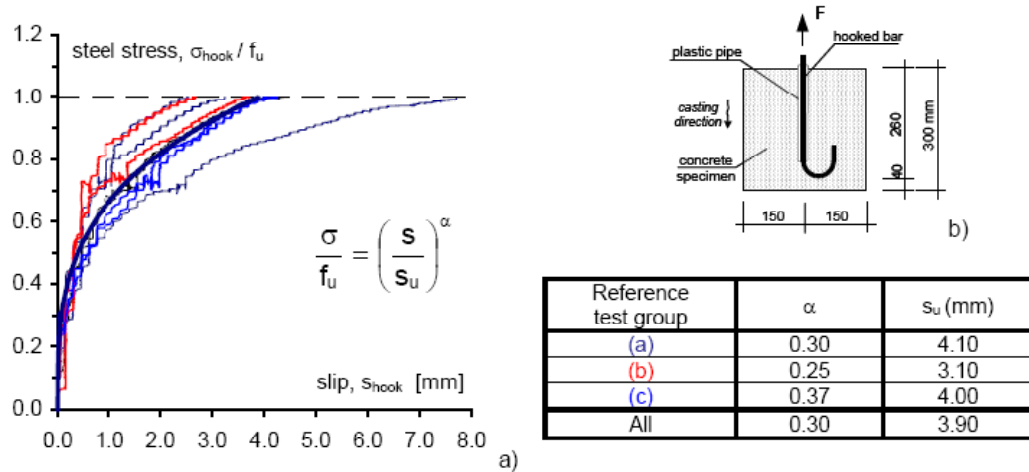 steel stress, σhook / fu
1.2
1.0
0.8
0.6
0.4
0.2
0.0
σ / fu = (s / su)^α
slip, shook [mm]
0.0 1.0 2.0 3.0 4.0 5.0 6.0 7.0 8.0
a)
F
plastic pipe
hooked bar
casting
direction
concrete
specimen
260
40
300 mm
150 150
b)
Reference
test group α su (mm)
(a) 0.30 4.10
(b) 0.25 3.10
(c) 0.37 4.00
All 0.30 3.90